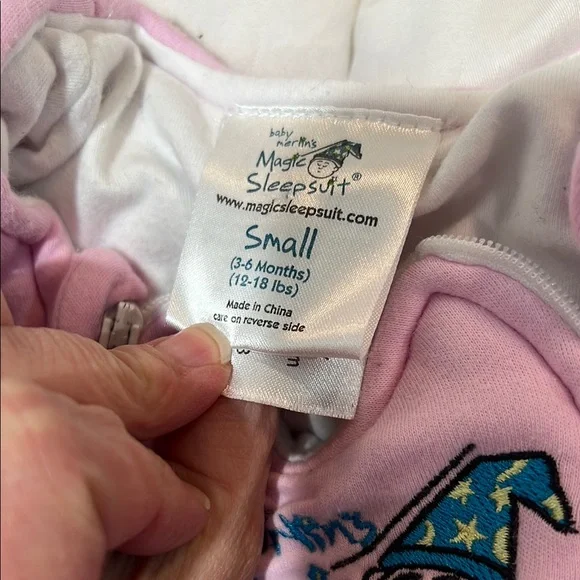 baby
merlin's
Magic
Sleepsuit®
www.magicsleepsuit.com
Small
(3-6 Months)
(12-18 lbs)
Made in China
care on reverse side